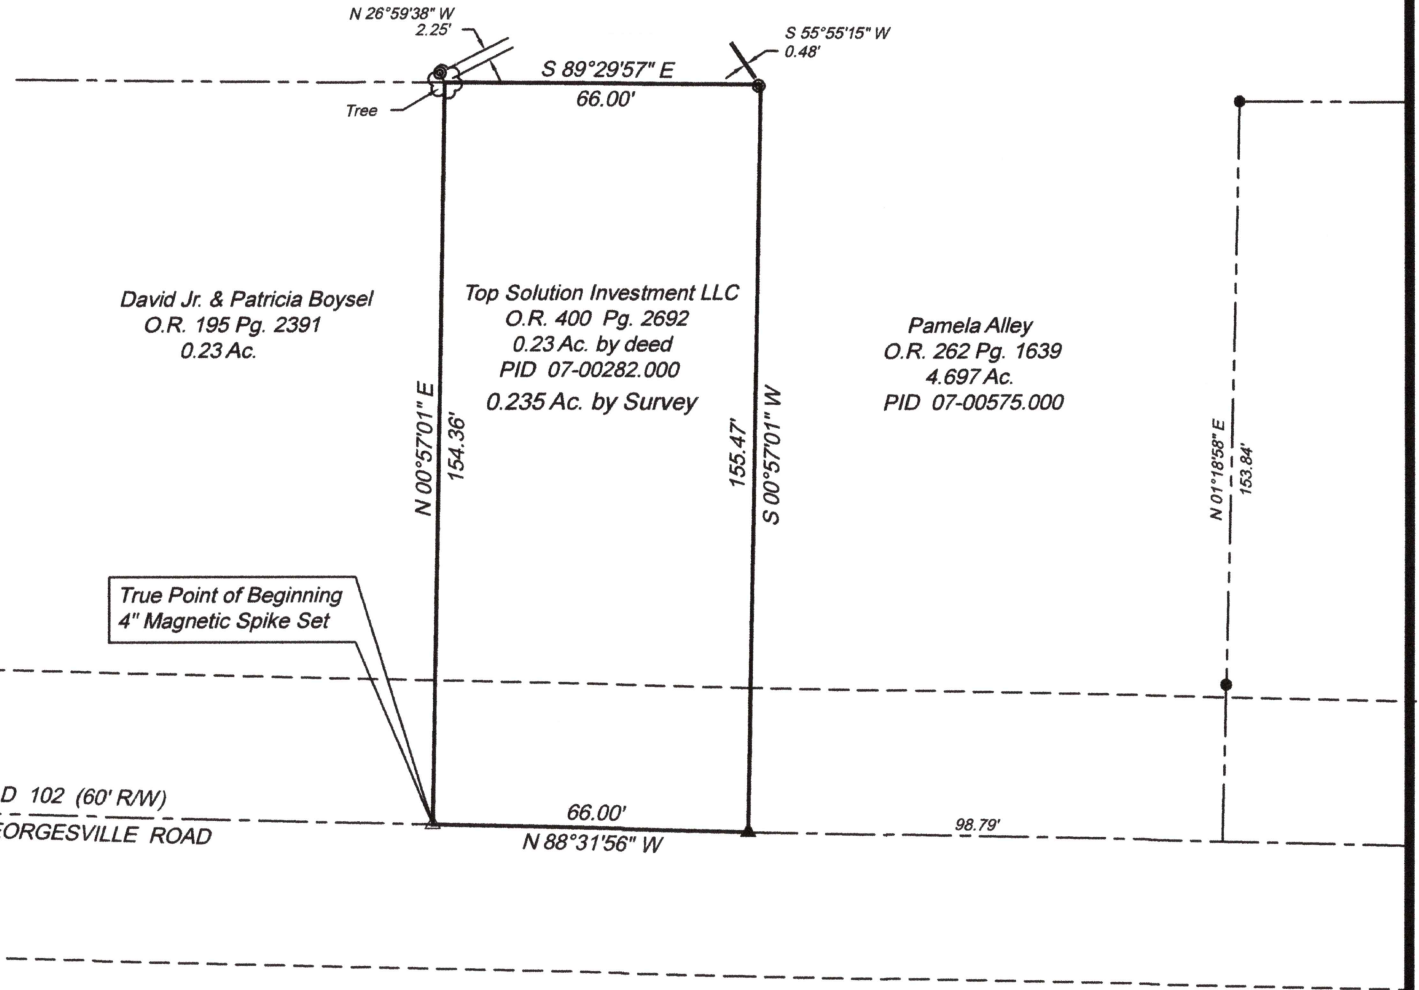 N 26°59'38" W
2.25'
S 55°55'15" W
0.48'
S 89°29'57" E
66.00'
Tree
David Jr. & Patricia Boysel
O.R. 195 Pg. 2391
0.23 Ac.
Top Solution Investment LLC
O.R. 400 Pg. 2692
0.23 Ac. by deed
PID 07-00282.000
0.235 Ac. by Survey
Pamela Alley
O.R. 262 Pg. 1639
4.697 Ac.
PID 07-00575.000
N 00°57'01" E
154.36'
155.47'
S 00°57'01" W
N 01°18'58" E
153.84'
True Point of Beginning
4" Magnetic Spike Set
D 102 (60' R/W)
EORGESVILLE ROAD
66.00'
N 88°31'56" W
98.79'